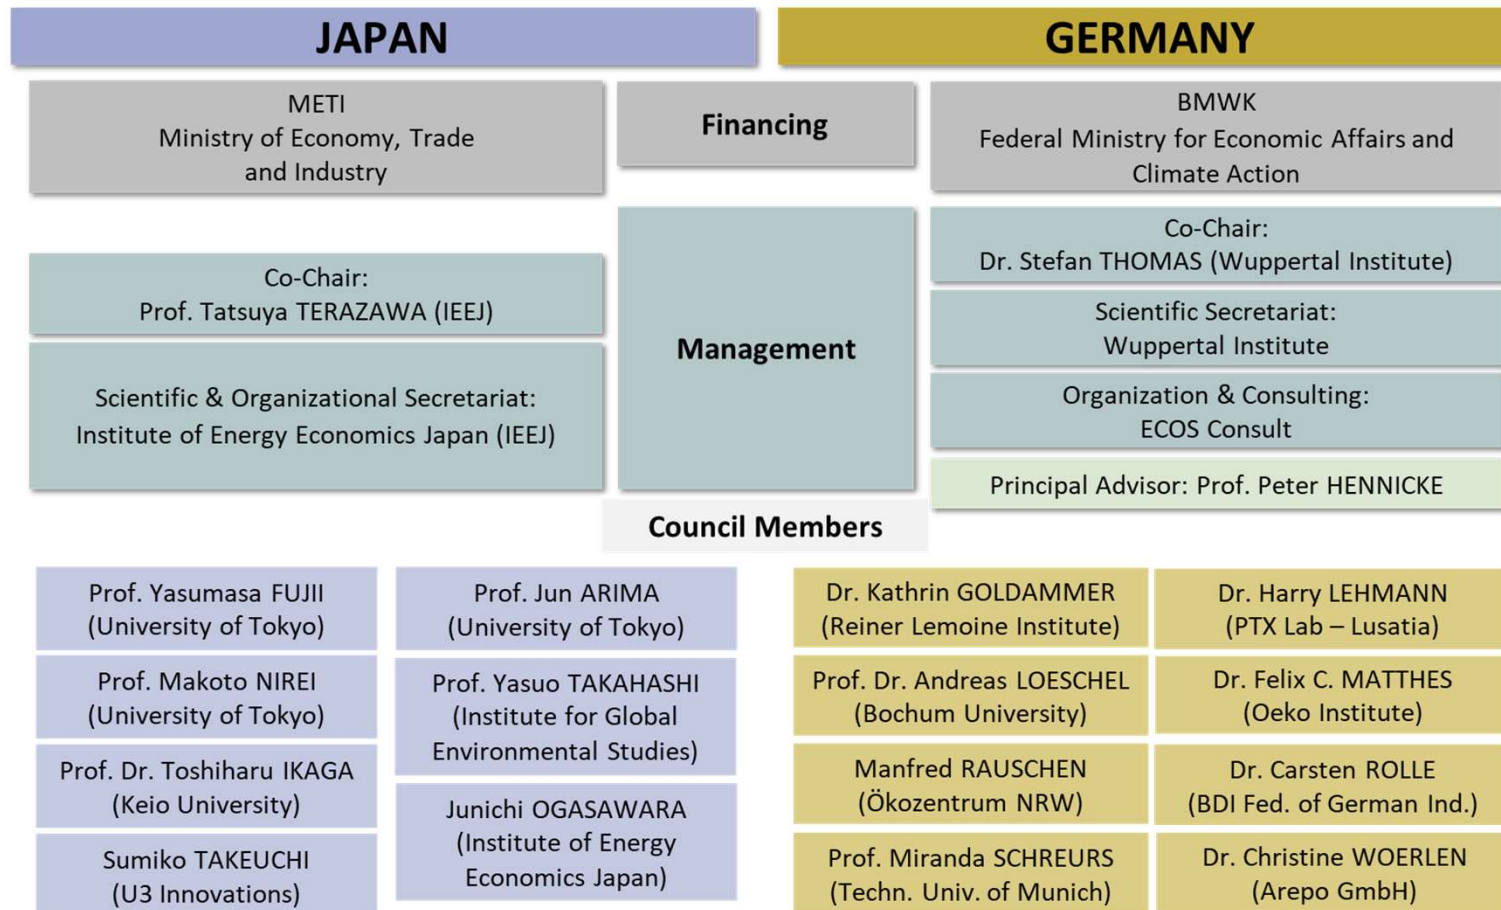 JAPAN
GERMANY
METI
Ministry of Economy, Trade
and Industry
Financing
BMWK
Federal Ministry for Economic Affairs and
Climate Action
Co-Chair:
Prof. Tatsuya TERAZAWA (IEEJ)
Scientific & Organizational Secretariat:
Institute of Energy Economics Japan (IEEJ)
Management
Co-Chair:
Dr. Stefan THOMAS (Wuppertal Institute)
Scientific Secretariat:
Wuppertal Institute
Organization & Consulting:
ECOS Consult
Principal Advisor: Prof. Peter HENNICKE
Council Members
Prof. Yasumasa FUJII
(University of Tokyo)
Prof. Makoto NIREI
(University of Tokyo)
Prof. Dr. Toshiharu IKAGA
(Keio University)
Sumiko TAKEUCHI
(U3 Innovations)
Prof. Jun ARIMA
(University of Tokyo)
Prof. Yasuo TAKAHASHI
(Institute for Global
Environmental Studies)
Junichi OGASAWARA
(Institute of Energy
Economics Japan)
Dr. Kathrin GOLDAMMER
(Reiner Lemoine Institute)
Prof. Dr. Andreas LOESCHEL
(Bochum University)
Manfred RAUSCHEN
(Ökozentrum NRW)
Prof. Miranda SCHREURS
(Techn. Univ. of Munich)
Dr. Harry LEHMANN
(PTX Lab – Lusatia)
Dr. Felix C. MATTHES
(Oeko Institute)
Dr. Carsten ROLLE
(BDI Fed. of German Ind.)
Dr. Christine WOERLEN
(Arepo GmbH)